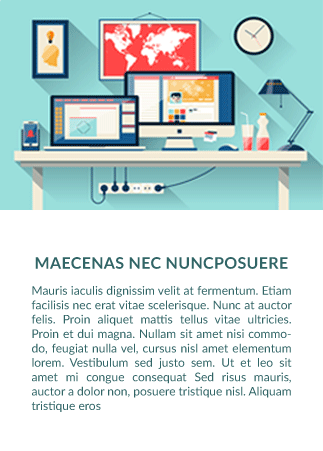 MAECENAS NEC NUNCPOSUERE
Mauris iaculis dignissim velit at fermentum. Etiam
facilisis nec erat vitae scelerisque. Nunc at auctor
felis. Proin aliquet mattis tellus vitae ultricies.
Proin et dui magna. Nullam sit amet nisi commo-
do, feugiat nulla vel, cursus nisl amet elementum
lorem. Vestibulum sed justo sem. Ut et leo sit
amet mi congue consequat Sed risus mauris,
auctor a dolor non, posuere tristique nisl. Aliquam
tristique eros